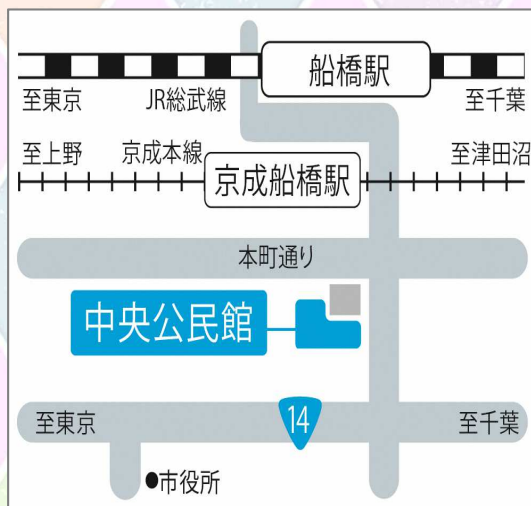 船橋駅
至東京 JR総武線 至千葉
至上野 京成本線 至津田沼
京成船橋駅
本町通り
中央公民館
至東京 14 至千葉
●市役所